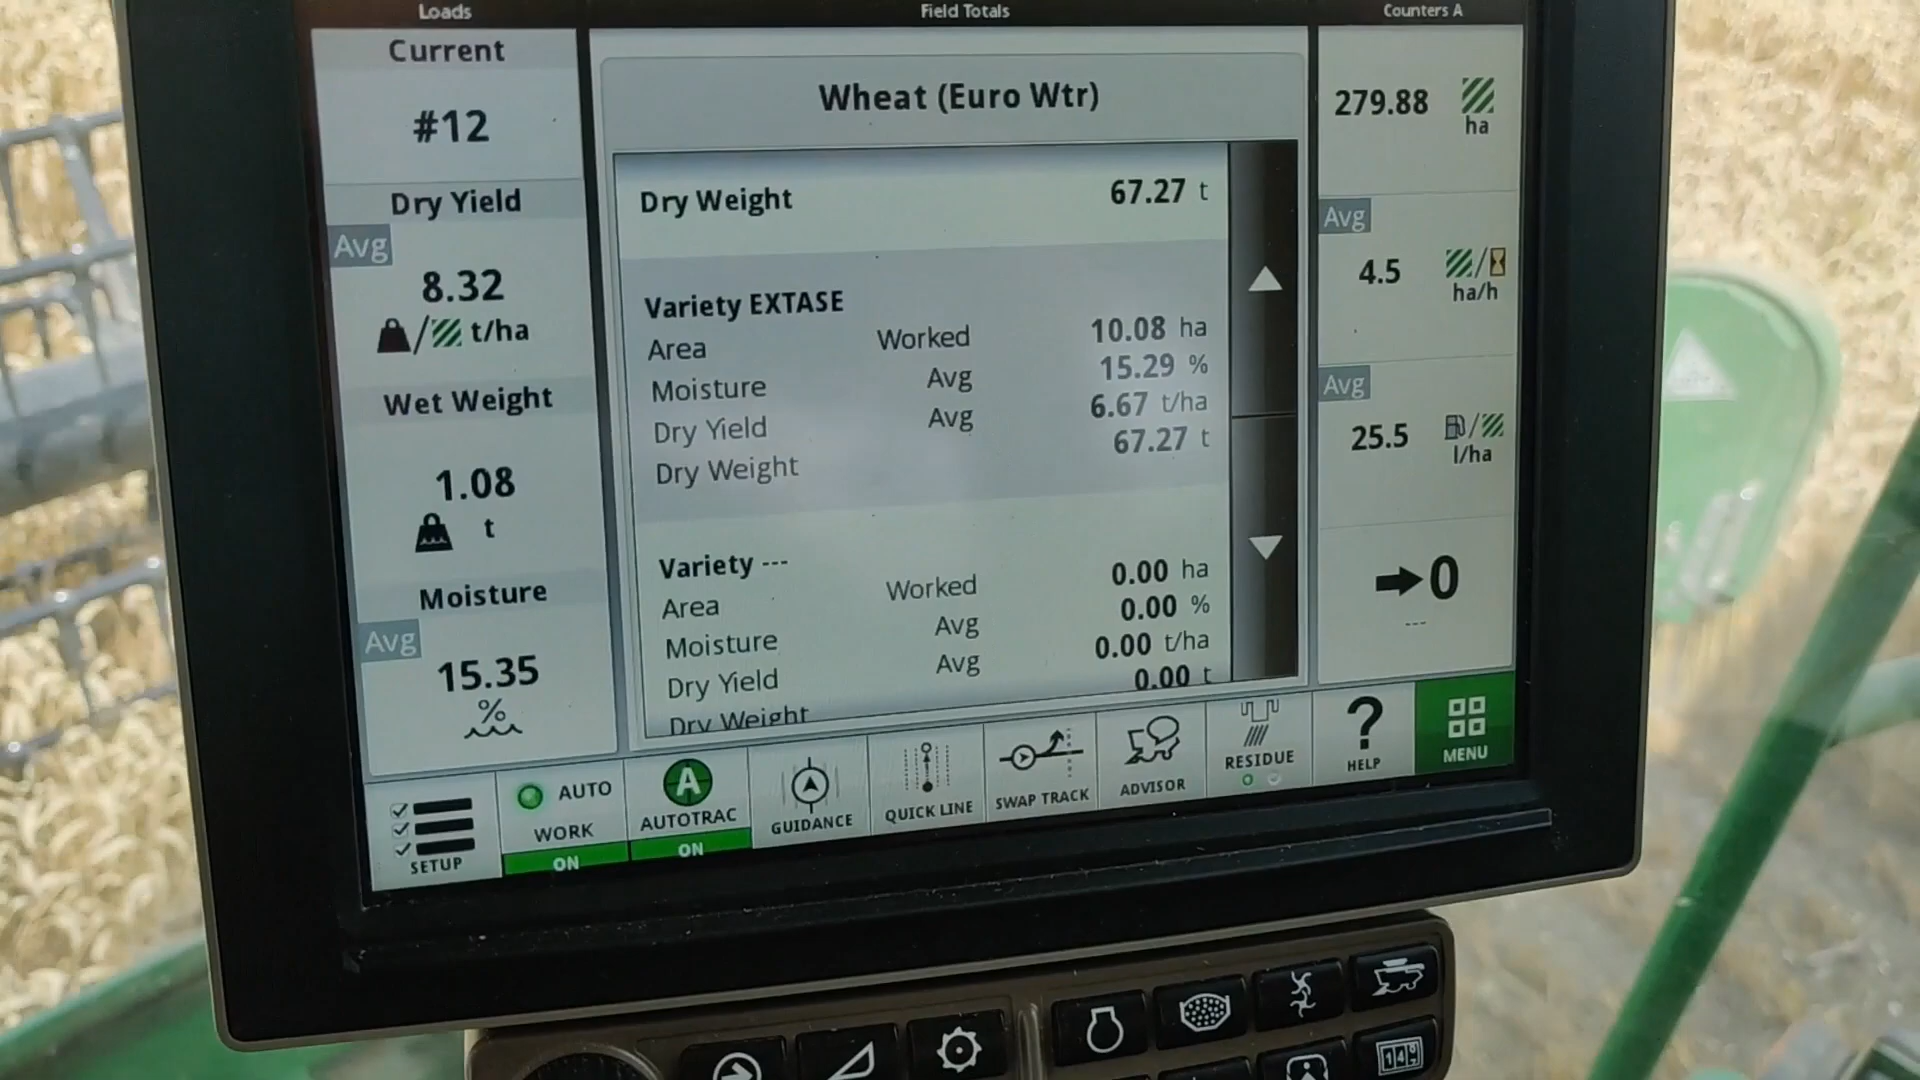 Loads
Field Totals
Counters A
Current
#12
Dry Yield
Avg
8.32
t/ha
Wet Weight
1.08
t
Moisture
Avg
15.35
%
Wheat (Euro Wtr)
Dry Weight 67.27 t
Variety EXTASE
Area Worked 10.08 ha
Moisture Avg 15.29 %
Dry Yield Avg 6.67 t/ha
Dry Weight 67.27 t
Variety ---
Area Worked 0.00 ha
Moisture Avg 0.00 %
Dry Yield Avg 0.00 t/ha
Dry Weight 0.00 t
279.88
ha
Avg
4.5
ha/h
Avg
25.5
l/ha
0
---
SETUP
AUTO
WORK
ON
A
AUTOTRAC
ON
GUIDANCE
QUICK LINE
SWAP TRACK
ADVISOR
RESIDUE
?
HELP
MENU